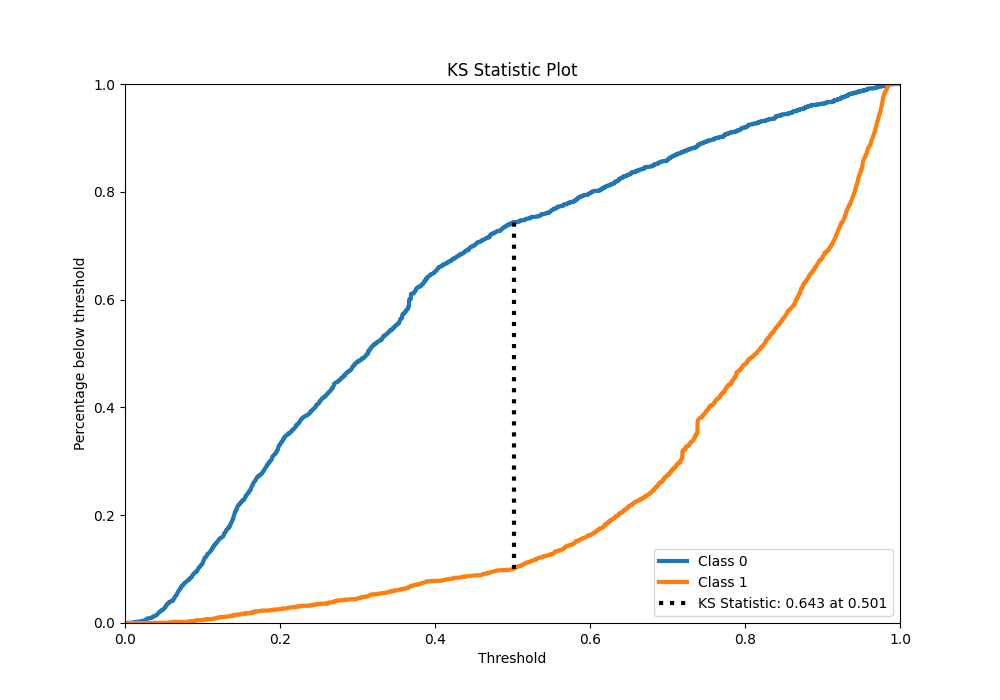 KS Statistic Plot
Percentage below threshold
1.0
0.8
0.6
0.4
0.2
0.0
0.0 0.2 0.4 0.6 0.8 1.0
Threshold
Class 0
Class 1
KS Statistic: 0.643 at 0.501